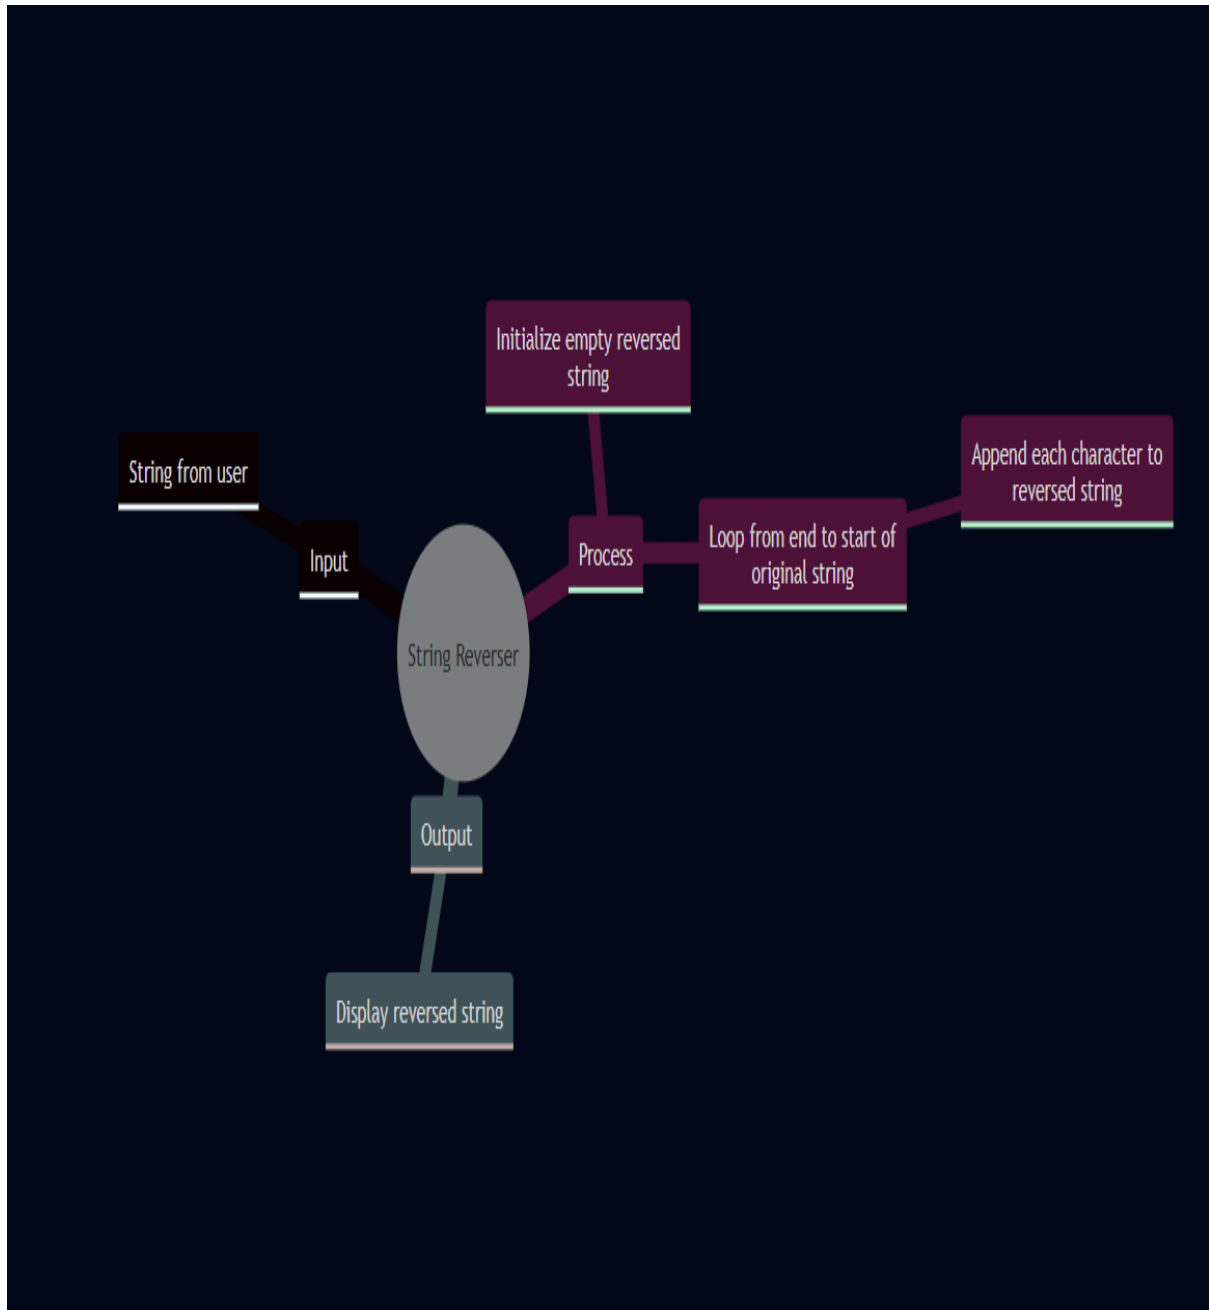 Initialize empty reversed
string
String from user
Append each character to
reversed string
Loop from end to start of
original string
Input
Process
String Reverser
Output
Display reversed string